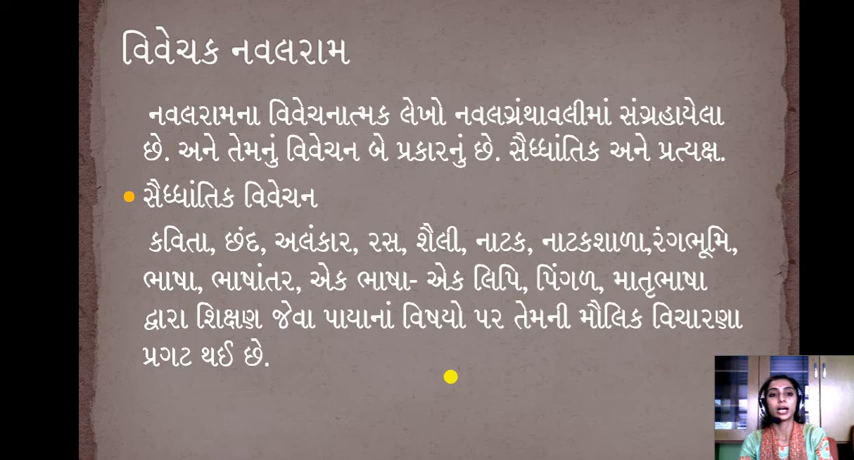 વિવેચક નવલરામ
નવલરામના વિવેચનાત્મક લેખો નવલગ્રંથાવલીમાં સંગ્રહાયેલા
છે. અને તેમનું વિવેચન બે પ્રકારનું છે. સૈધ્ધાંતિક અને પ્રત્યક્ષ.
સૈધ્ધાંતિક વિવેચન
કવિતા, છંદ, અલંકાર, રસ, શૈલી, નાટક, નાટકશાળા,રંગભૂમિ,
ભાષા, ભાષાંતર, એક ભાષા- એક લિપિ, પિંગળ, માતૃભાષા
દ્વારા શિક્ષણ જેવા પાયાનાં વિષયો પર તેમની મૌલિક વિચારણા
પ્રગટ થઈ છે.